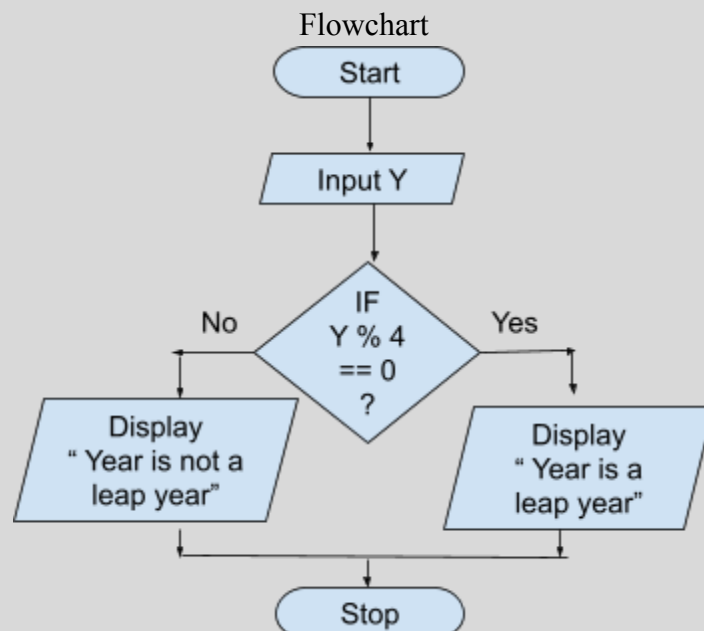 Flowchart
Start
Input Y
IF
Y % 4
== 0
?
No
Yes
Display
“ Year is not a
leap year”
Display
“ Year is a
leap year”
Stop